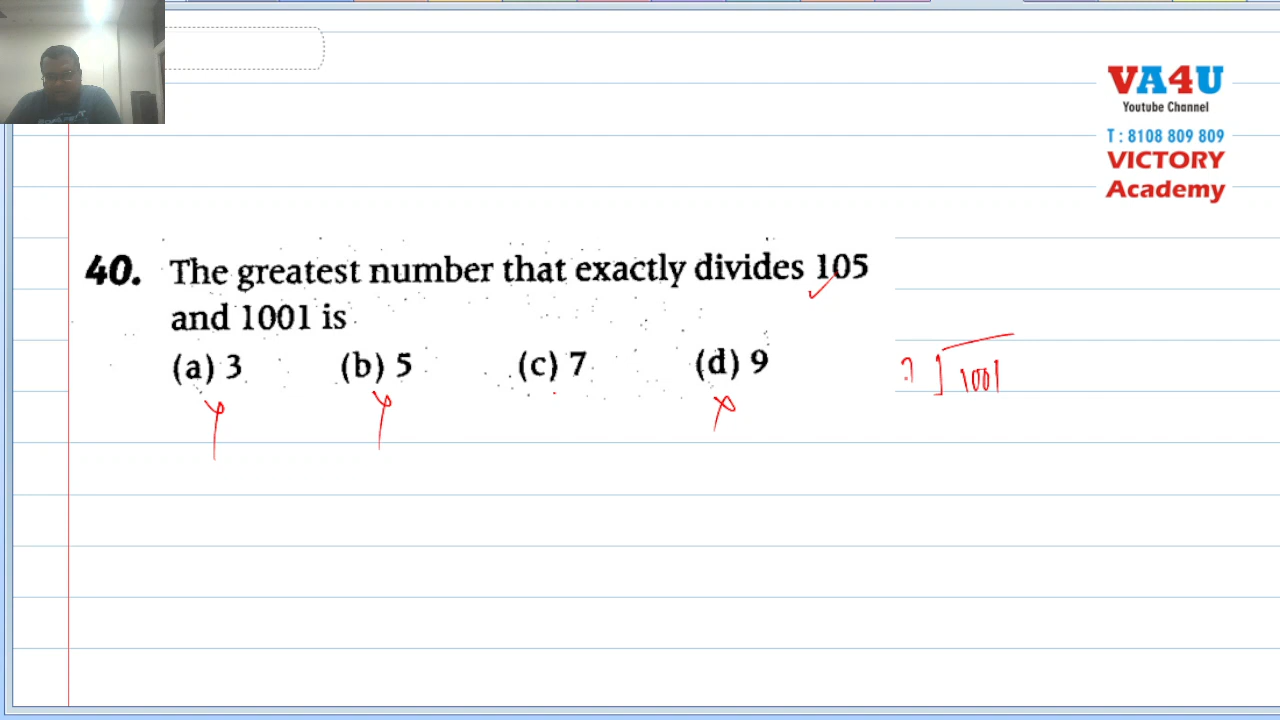 VA4U
Youtube Channel
T : 8108 809 809
VICTORY
Academy
40. The greatest number that exactly divides 105
and 1001 is
(a) 3 (b) 5 (c) 7 (d) 9
1001